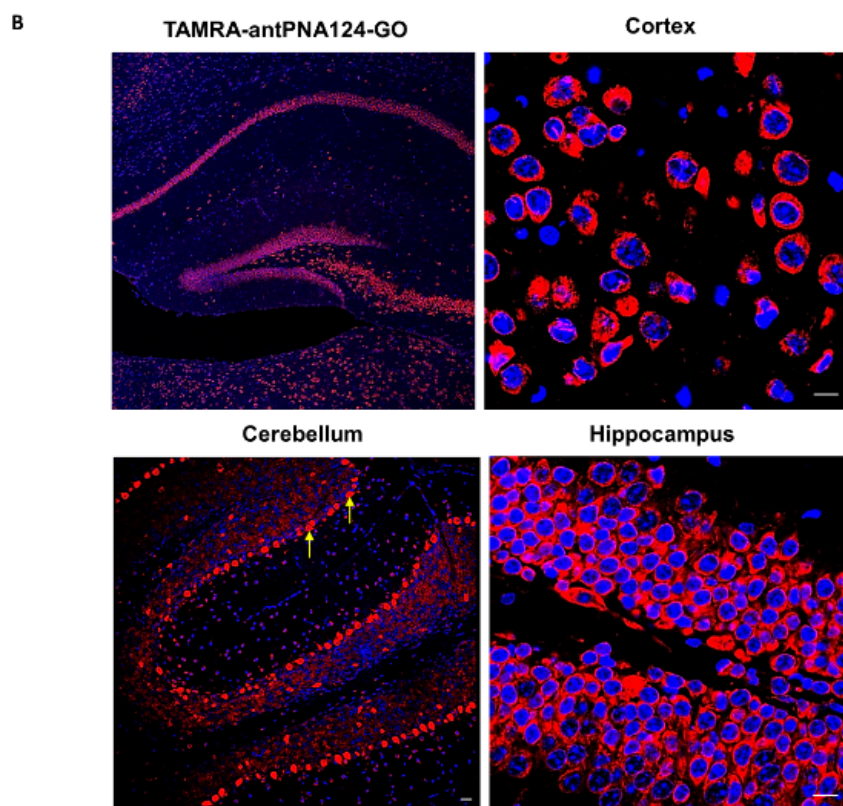 B
TAMRA-antPNA124-GO
Cortex
Cerebellum
Hippocampus